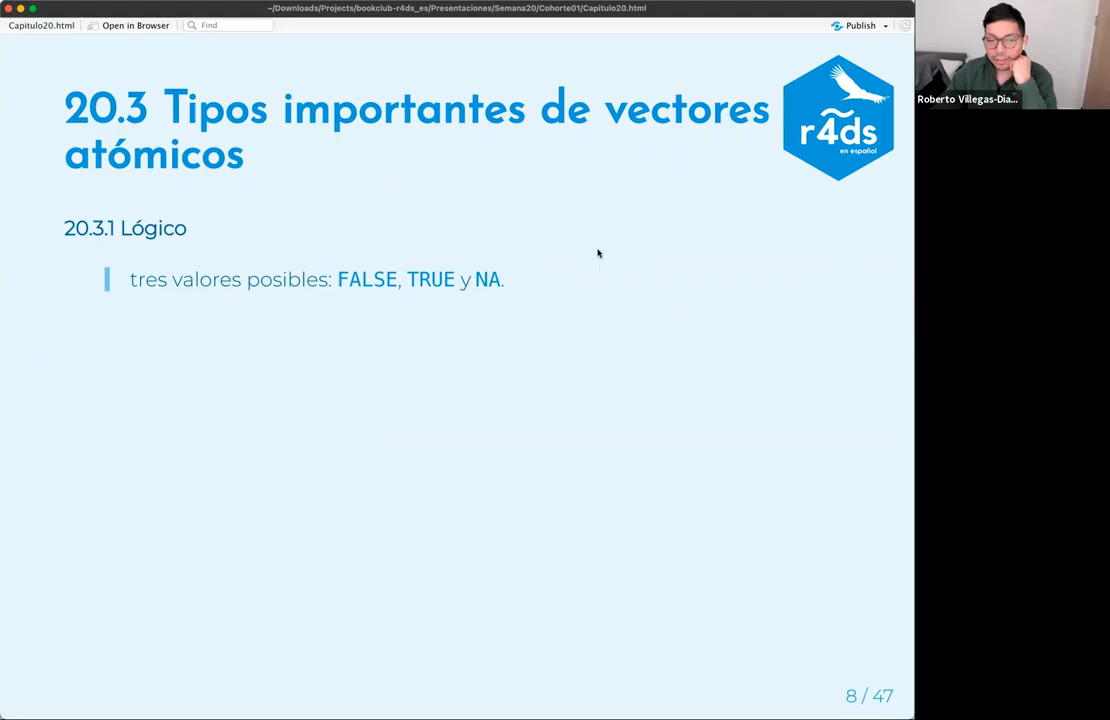 ~/Downloads/Projects/bookclub-r4ds_es/Presentaciones/Semana20/Cohorte01/Capitulo20.html
Capitulo20.html
Open in Browser
Find
Publish
Roberto Villegas-Dia...
20.3 Tipos importantes de vectores
atómicos
r4ds
en español
20.3.1 Lógico
tres valores posibles: FALSE, TRUE y NA.
8 / 47